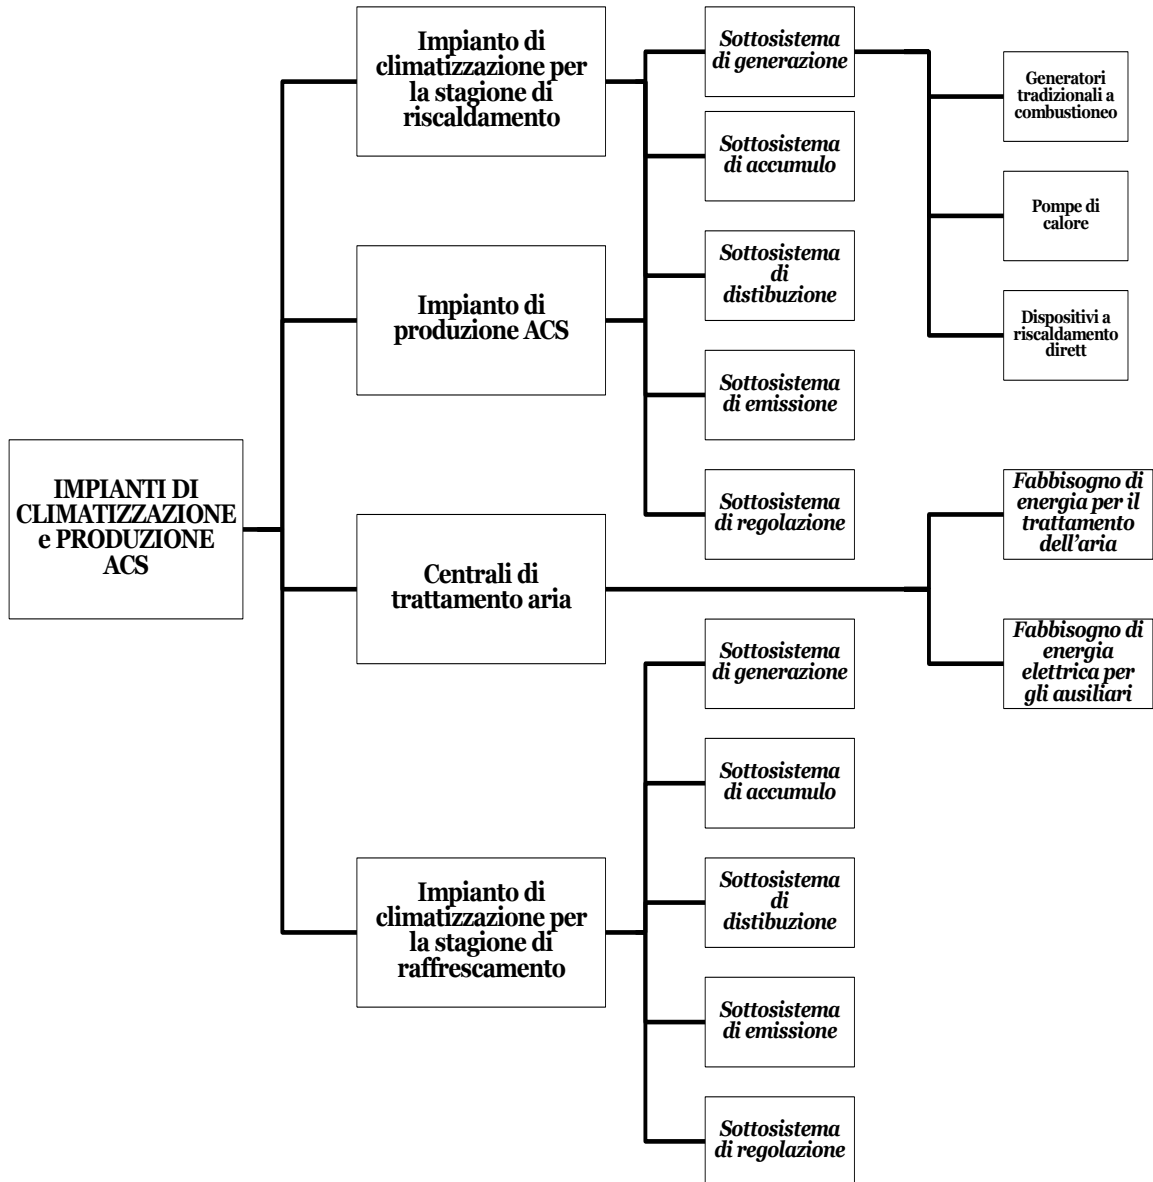 IMPIANTI DI
CLIMATIZZAZIONE
e PRODUZIONE
ACS
Impianto di
climatizzazione per
la stagione di
riscaldamento
Impianto di
produzione ACS
Centrali di
trattamento aria
Impianto di
climatizzazione per
la stagione di
raffrescamento
Sottosistema
di generazione
Sottosistema
di accumulo
Sottosistema
di
distibuzione
Sottosistema
di emissione
Sottosistema
di regolazione
Sottosistema
di generazione
Sottosistema
di accumulo
Sottosistema
di
distibuzione
Sottosistema
di emissione
Sottosistema
di regolazione
Generatori
tradizionali a
combustioneo
Pompe di
calore
Dispositivi a
riscaldamento
dirett
Fabbisogno di
energia per il
trattamento
dell’aria
Fabbisogno di
energia
elettrica per
gli ausiliari